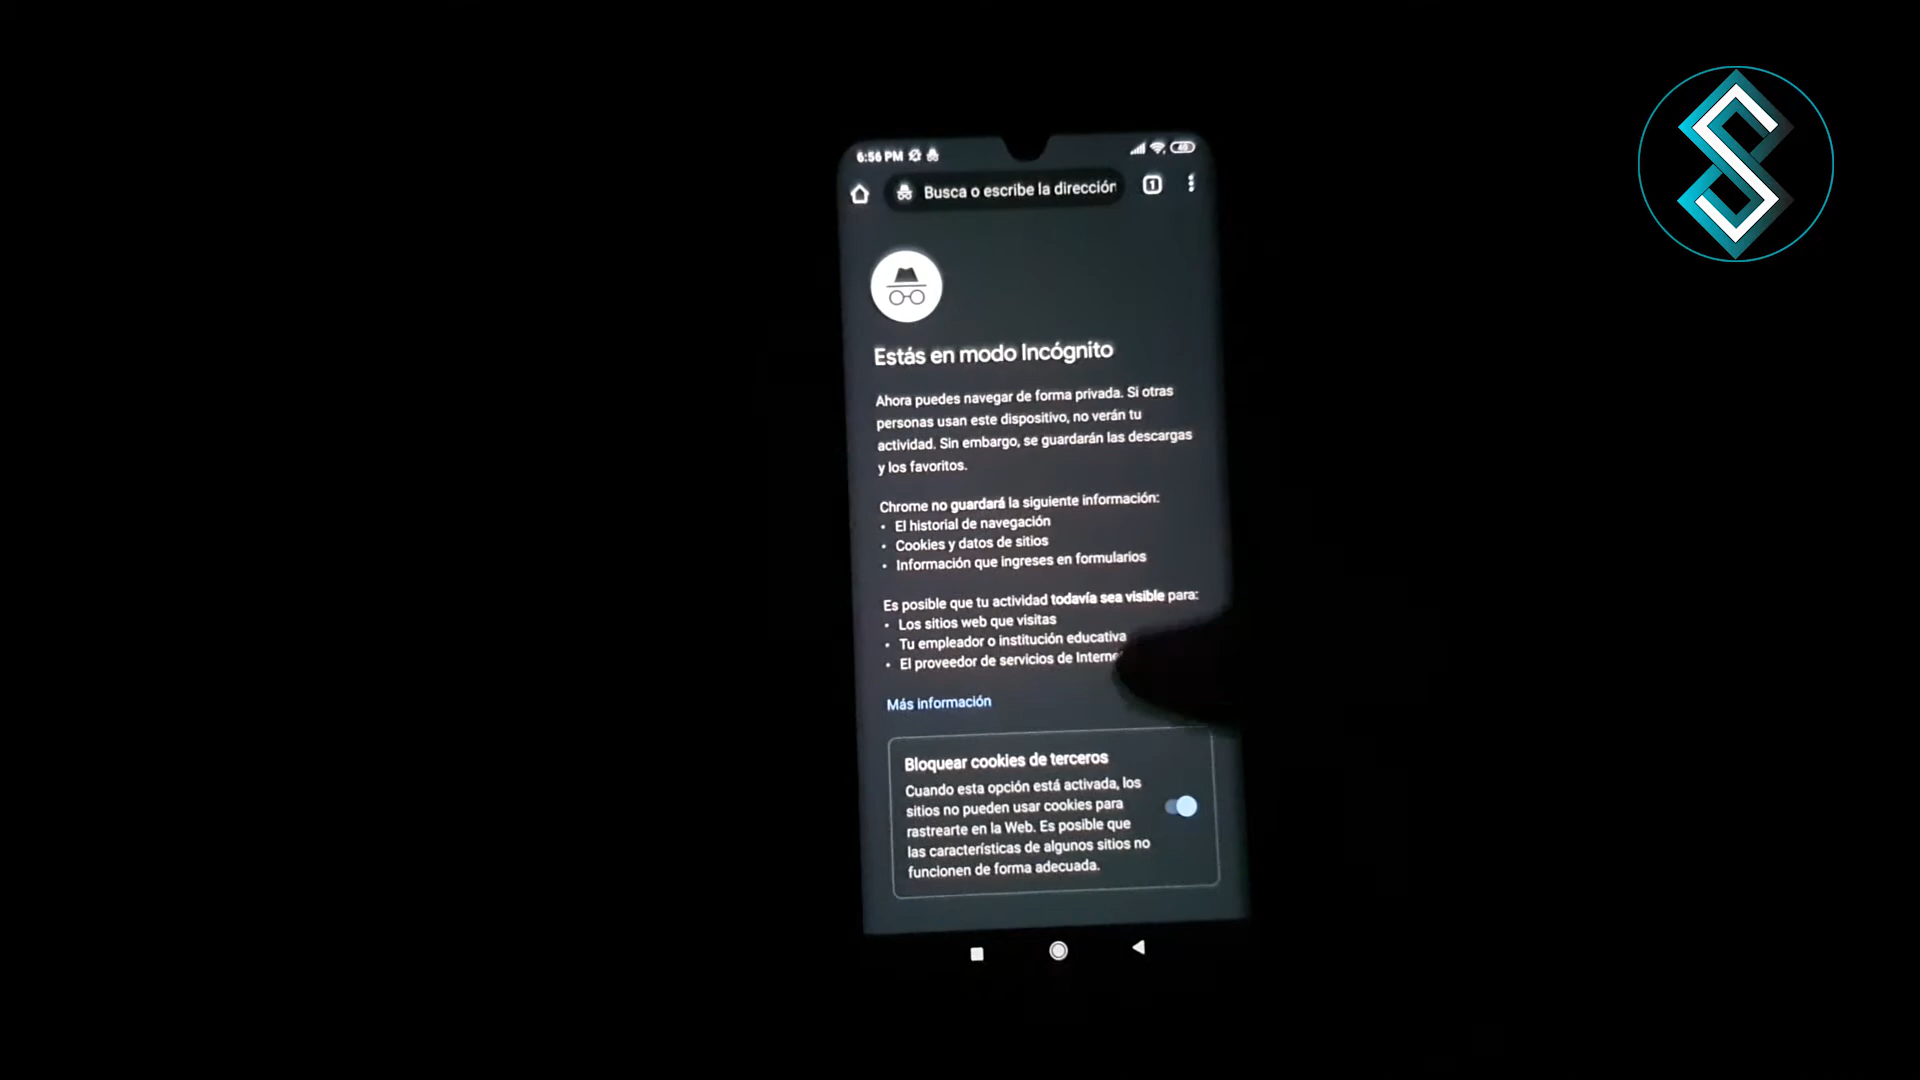 6:56 PM
Busca o escribe la dirección
1
Estás en modo Incógnito
Ahora puedes navegar de forma privada. Si otras
personas usan este dispositivo, no verán tu
actividad. Sin embargo, se guardarán las descargas
y los favoritos.
Chrome no guardará la siguiente información:
• El historial de navegación
• Cookies y datos de sitios
• Información que ingreses en formularios
Es posible que tu actividad todavía sea visible para:
• Los sitios web que visitas
• Tu empleador o institución educativa
• El proveedor de servicios de Interne
Más información
Bloquear cookies de terceros
Cuando esta opción está activada, los
sitios no pueden usar cookies para
rastrearte en la Web. Es posible que
las características de algunos sitios no
funcionen de forma adecuada.